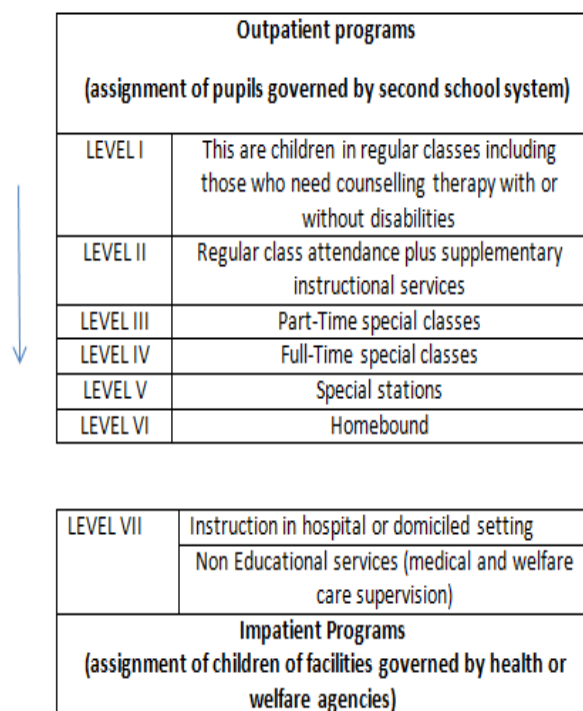 Outpatient programs
(assignment of pupils governed by second school system)
LEVEL I This are children in regular classes including
those who need counselling therapy with or
without disabilities
LEVEL II Regular class attendance plus supplementary
instructional services
LEVEL III Part-Time special classes
LEVEL IV Full-Time special classes
LEVEL V Special stations
LEVEL VI Homebound
LEVEL VII Instruction in hospital or domiciled setting
Non Educational services (medical and welfare
care supervision)
Impatient Programs
(assignment of children of facilities governed by health or
welfare agencies)